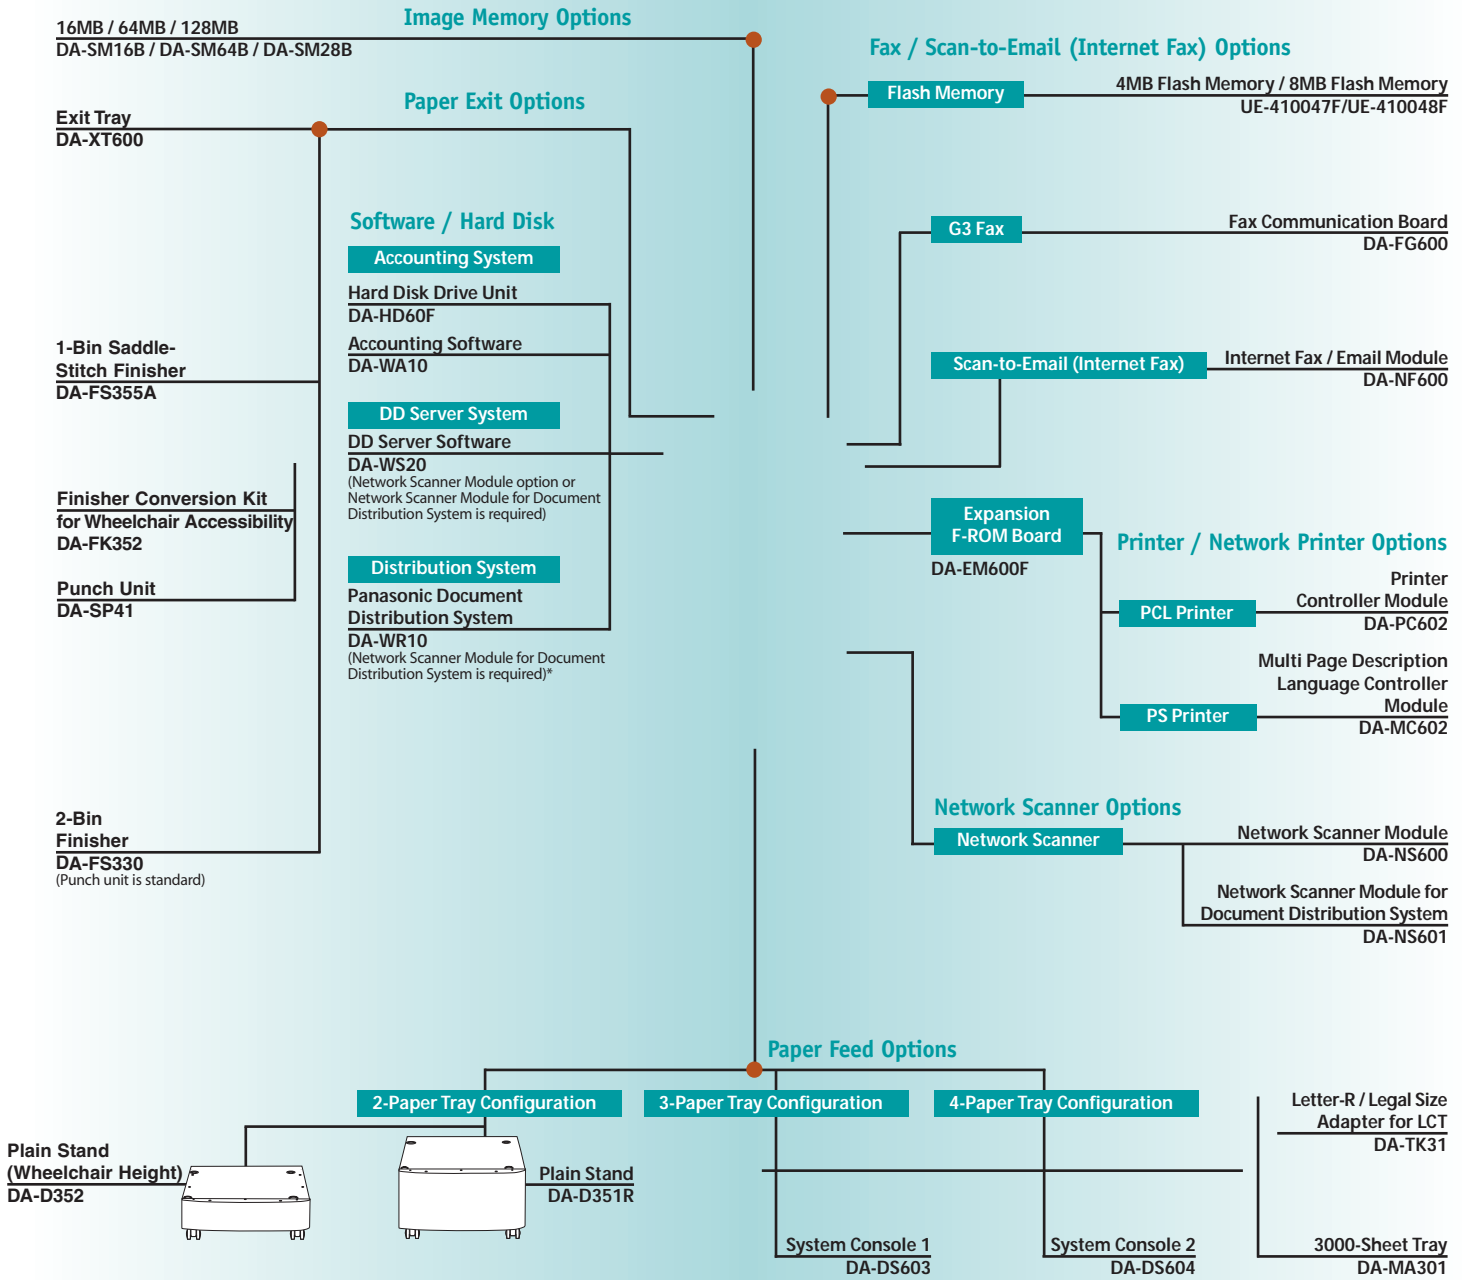 Image Memory Options
16MB / 64MB / 128MB
DA-SM16B / DA-SM64B / DA-SM28B
Paper Exit Options
Exit Tray
DA-XT600
1-Bin Saddle-
Stitch Finisher
DA-FS355A
Finisher Conversion Kit
for Wheelchair Accessibility
DA-FK352
Punch Unit
DA-SP41
2-Bin
Finisher
DA-FS330
(Punch unit is standard)
Software / Hard Disk
Accounting System
Hard Disk Drive Unit
DA-HD60F
Accounting Software
DA-WA10
DD Server System
DD Server Software
DA-WS20
(Network Scanner Module option or
Network Scanner Module for Document
Distribution System is required)
Distribution System
Panasonic Document
Distribution System
DA-WR10
(Network Scanner Module for Document
Distribution System is required)*
Fax / Scan-to-Email (Internet Fax) Options
Flash Memory
4MB Flash Memory / 8MB Flash Memory
UE-410047F/UE-410048F
G3 Fax
Fax Communication Board
DA-FG600
Scan-to-Email (Internet Fax)
Internet Fax / Email Module
DA-NF600
Expansion
F-ROM Board
DA-EM600F
Printer / Network Printer Options
PCL Printer
Printer
Controller Module
DA-PC602
PS Printer
Multi Page Description
Language Controller
Module
DA-MC602
Network Scanner Options
Network Scanner
Network Scanner Module
DA-NS600
Network Scanner Module for
Document Distribution System
DA-NS601
Paper Feed Options
2-Paper Tray Configuration
3-Paper Tray Configuration
4-Paper Tray Configuration
Plain Stand
(Wheelchair Height)
DA-D352
Plain Stand
DA-D351R
System Console 1
DA-DS603
System Console 2
DA-DS604
Letter-R / Legal Size
Adapter for LCT
DA-TK31
3000-Sheet Tray
DA-MA301